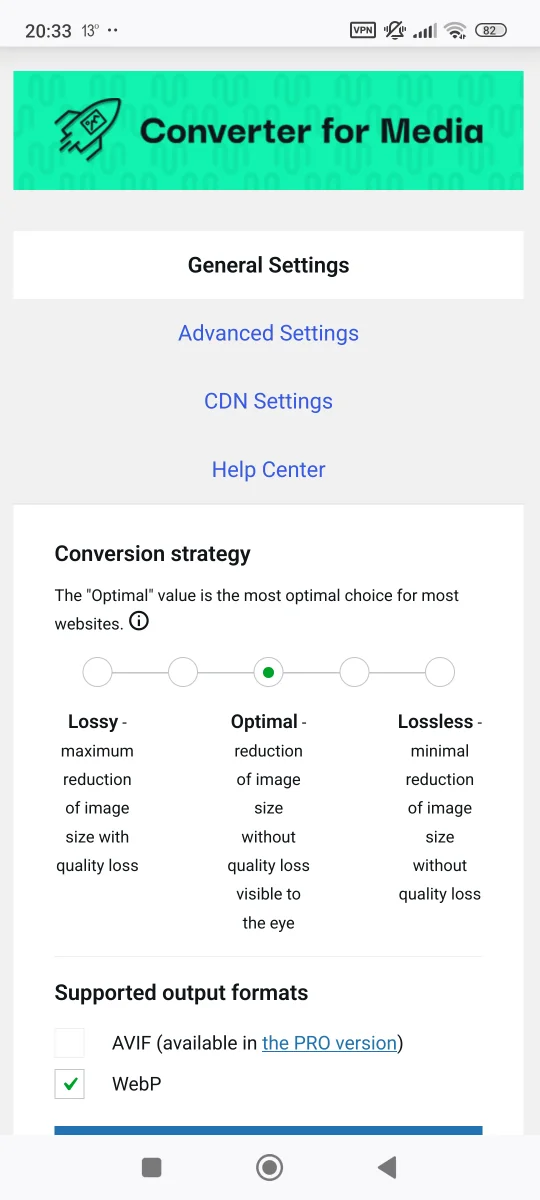 20:33 13° ••
VPN 82
Converter for Media
General Settings
Advanced Settings
CDN Settings
Help Center
Conversion strategy
The "Optimal" value is the most optimal choice for most
websites.
Lossy -
maximum
reduction
of image
size with
quality loss
Optimal -
reduction
of image
size
without
quality loss
visible to
the eye
Lossless -
minimal
reduction
of image
size
without
quality loss
Supported output formats
AVIF (available in the PRO version)
WebP